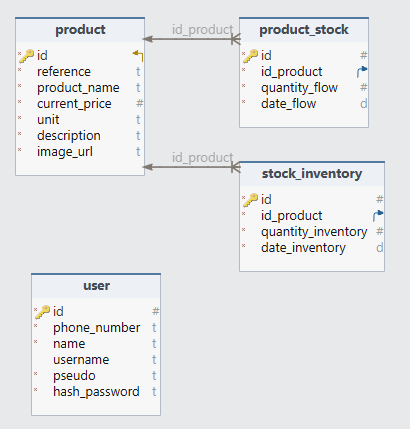 product
id
reference t
product_name t
current_price #
unit t
description t
image_url t
id_product
product_stock
id #
id_product
quantity_flow #
date_flow d
id_product
stock_inventory
id #
id_product
quantity_inventory #
date_inventory d
user
id #
phone_number t
name t
username t
pseudo t
hash_password t